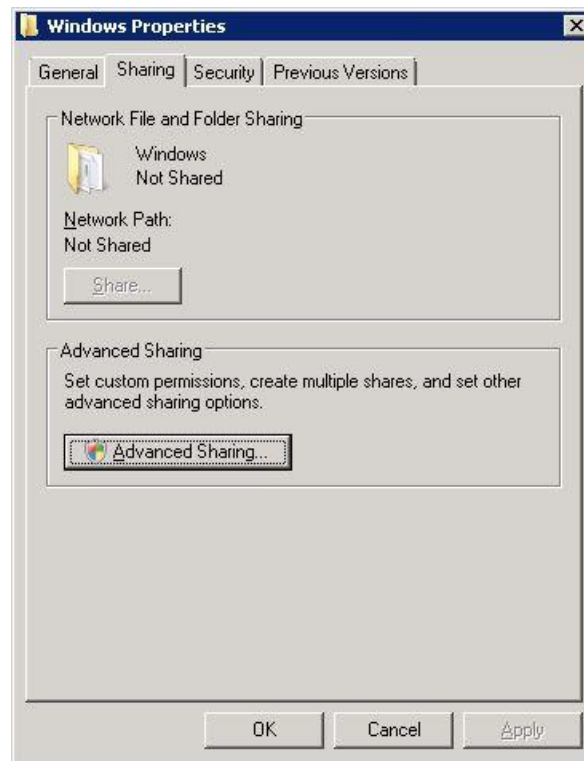 Windows Properties
General Sharing Security Previous Versions
Network File and Folder Sharing
Windows
Not Shared
Network Path:
Not Shared
Share...
Advanced Sharing
Set custom permissions, create multiple shares, and set other
advanced sharing options.
Advanced Sharing...
OK Cancel Apply